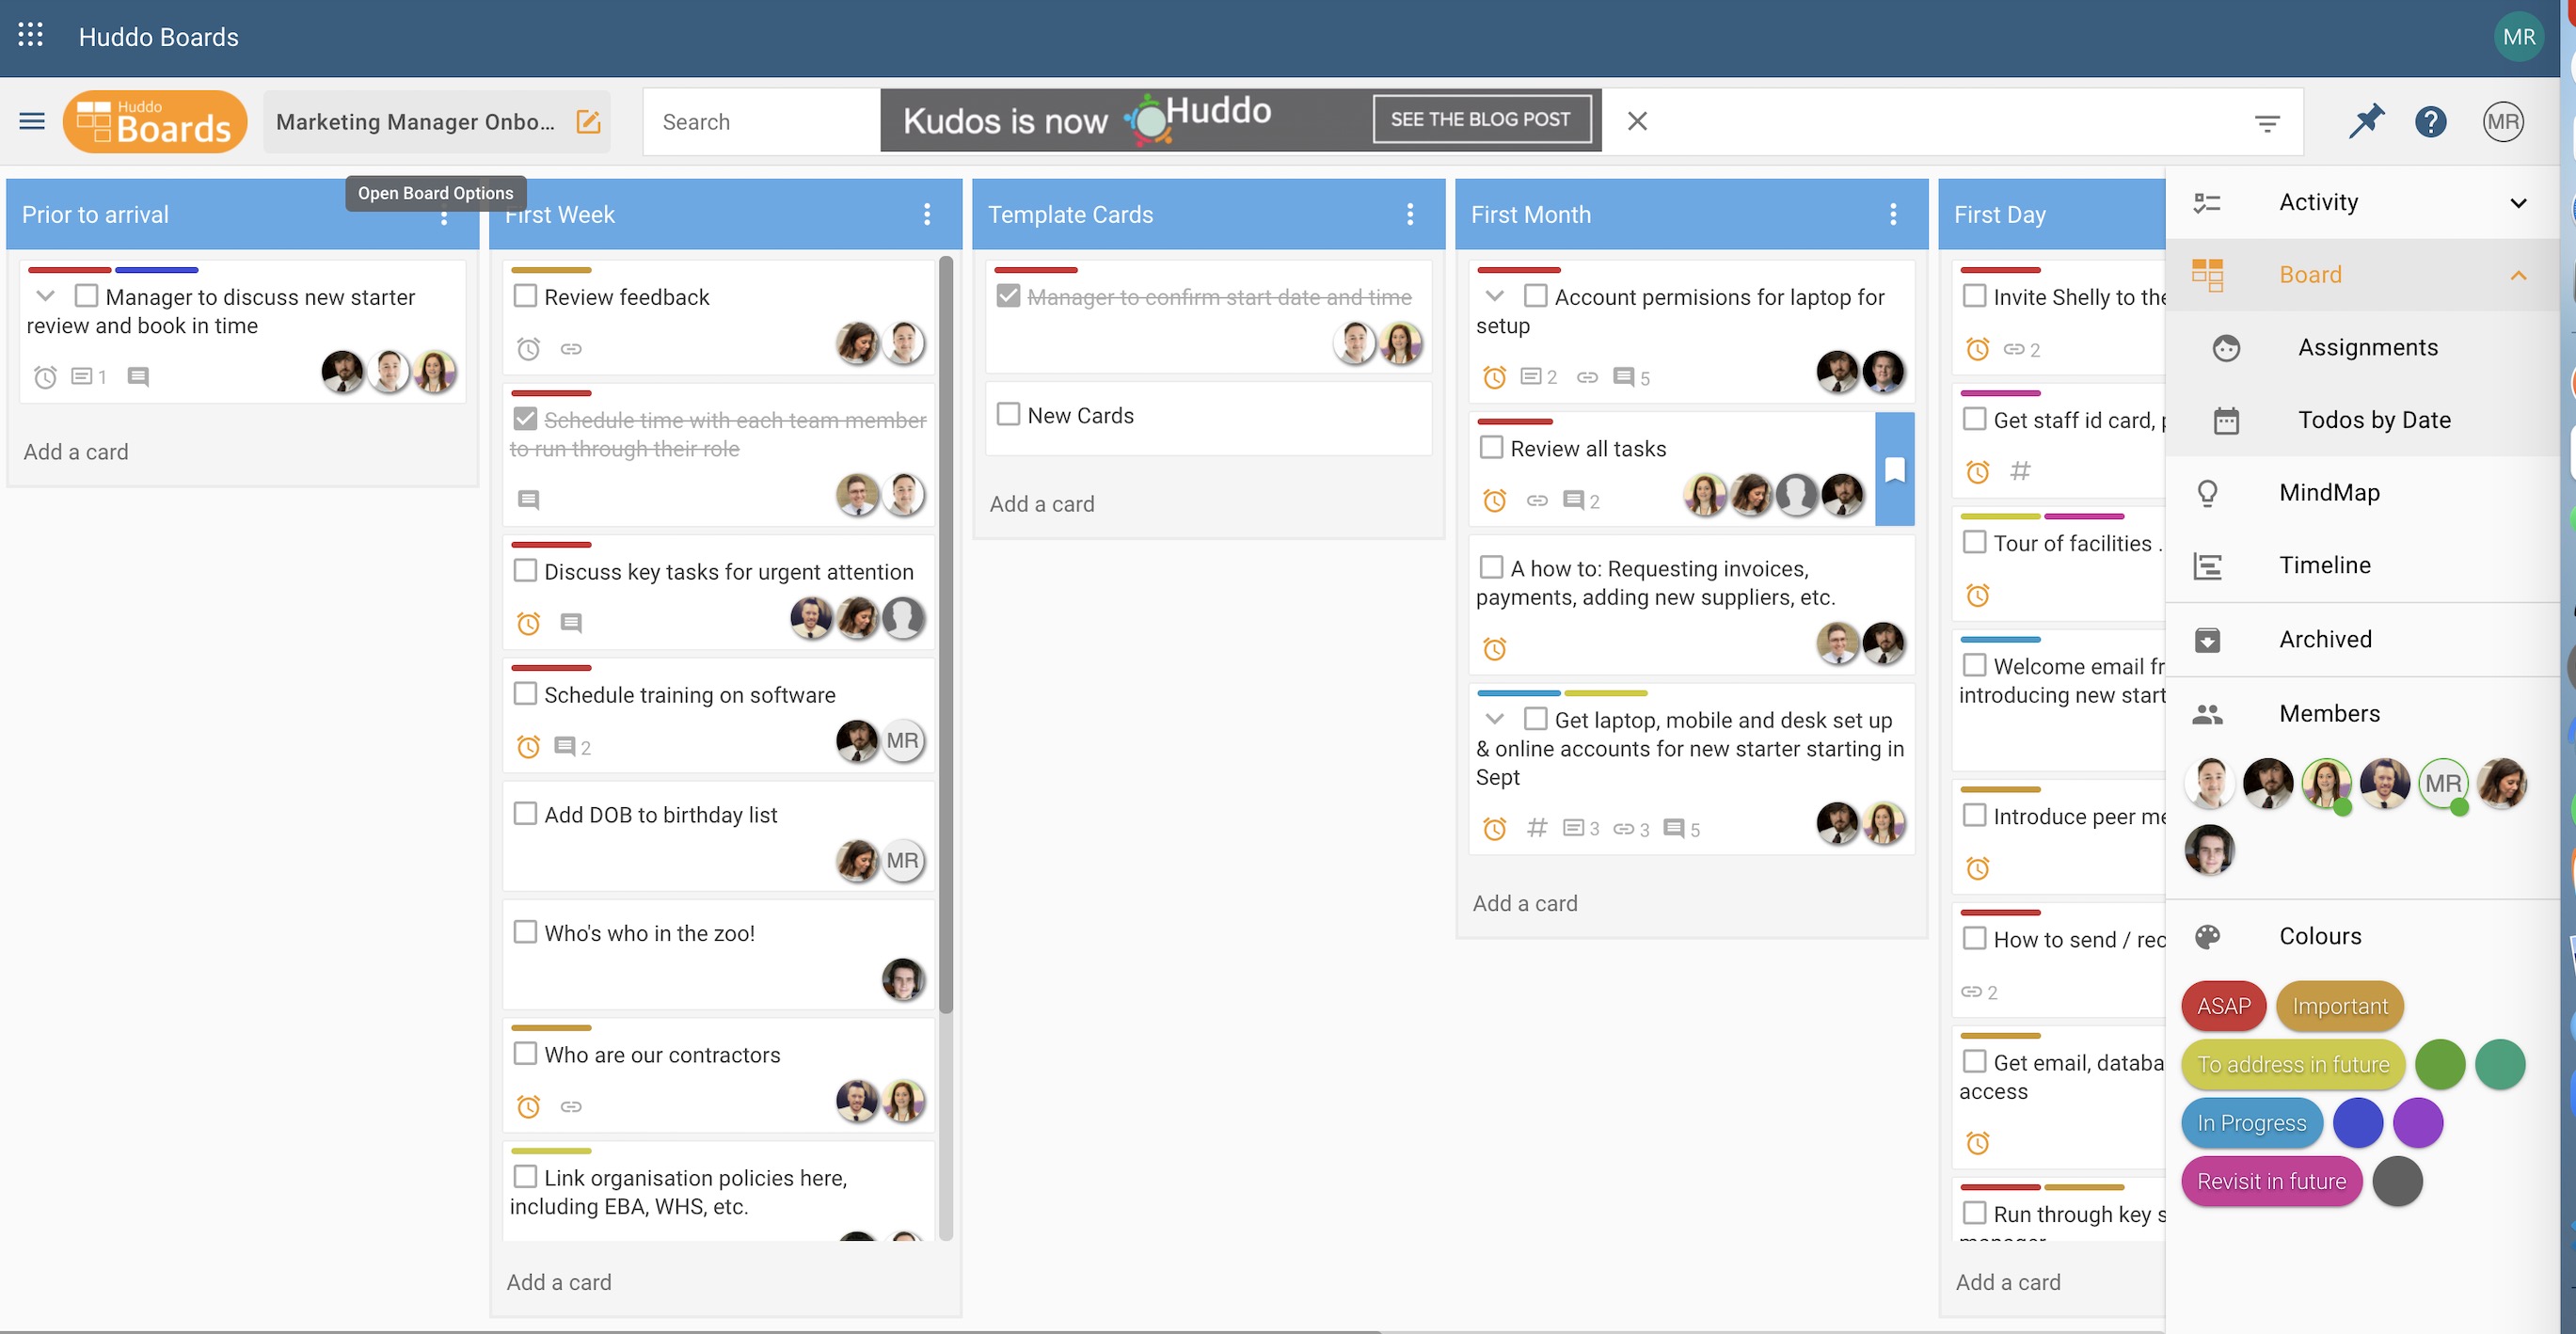 Huddo Boards
MR
Huddo
Boards
Marketing Manager Onbo...
Search
Kudos is now Huddo
SEE THE BLOG POST
MR
Open Board Options
Prior to arrival
Manager to discuss new starter
review and book in time
1
Add a card
First Week
Review feedback
Schedule time with each team member
to run through their role
Discuss key tasks for urgent attention
Schedule training on software
2
MR
Add DOB to birthday list
MR
Who's who in the zoo!
Who are our contractors
Link organisation policies here,
including EBA, WHS, etc.
Add a card
Template Cards
Manager to confirm start date and time
New Cards
Add a card
First Month
Account permisions for laptop for
setup
2 5
Review all tasks
2
A how to: Requesting invoices,
payments, adding new suppliers, etc.
Get laptop, mobile and desk set up
& online accounts for new starter starting in
Sept
# 3 3 5
Add a card
First Day
Invite Shelly to the
2
Get staff id card, p
#
Tour of facilities .
Welcome email fr
introducing new start
Introduce peer me
How to send / rec
2
Get email, databa
access
Run through key s
Add a card
Activity
Board
Assignments
Todos by Date
MindMap
Timeline
Archived
Members
MR
Colours
ASAP Important
To address in future
In Progress
Revisit in future